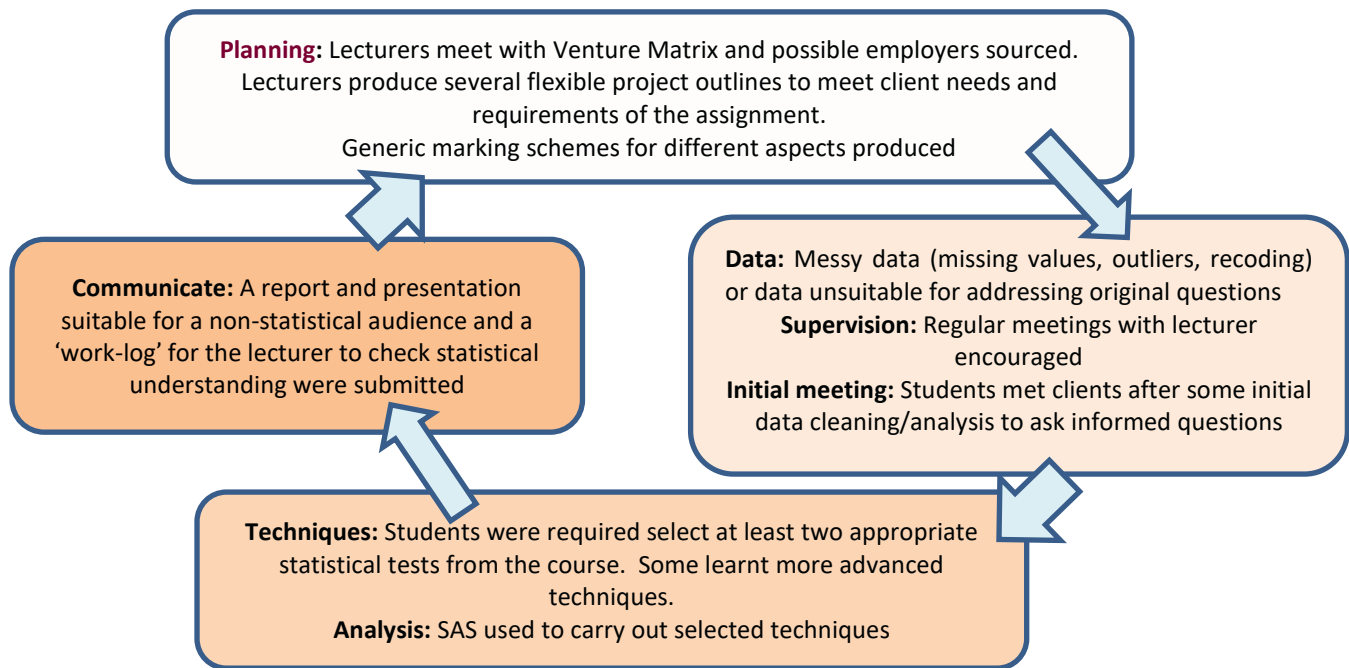 Planning: Lecturers meet with Venture Matrix and possible employers sourced.
Lecturers produce several flexible project outlines to meet client needs and
requirements of the assignment.
Generic marking schemes for different aspects produced
Data: Messy data (missing values, outliers, recoding)
or data unsuitable for addressing original questions
Supervision: Regular meetings with lecturer
encouraged
Initial meeting: Students met clients after some initial
data cleaning/analysis to ask informed questions
Techniques: Students were required select at least two appropriate
statistical tests from the course. Some learnt more advanced
techniques.
Analysis: SAS used to carry out selected techniques
Communicate: A report and presentation
suitable for a non-statistical audience and a
‘work-log’ for the lecturer to check statistical
understanding were submitted